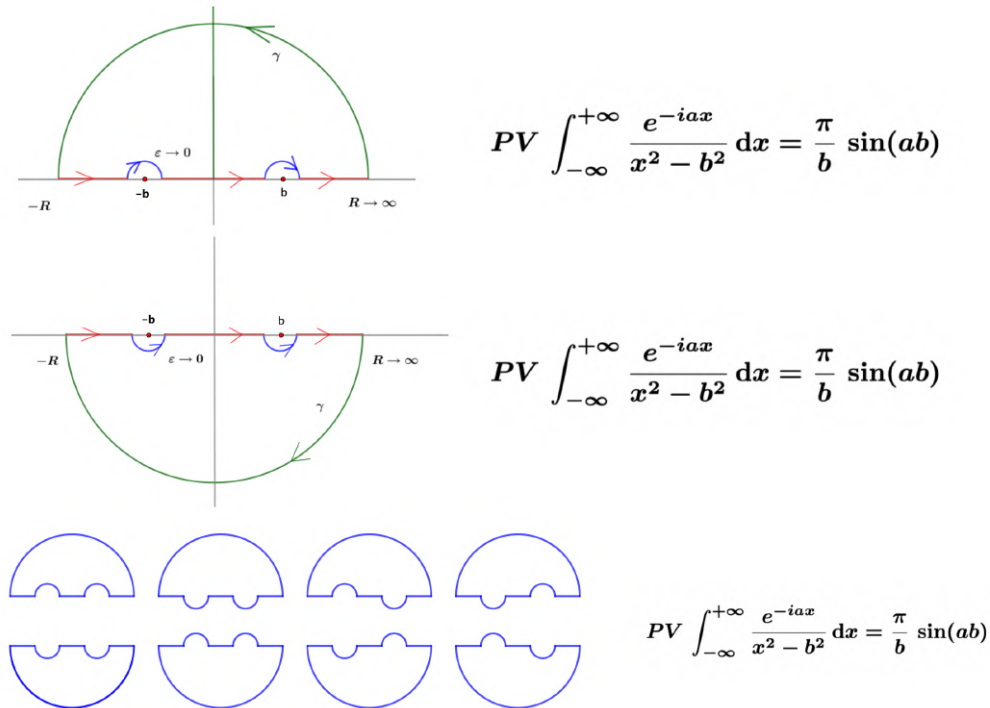 γ
ε → 0
-b
b
−R
R → ∞
PV ∫_{−∞}^{+∞} e^{−iax} / (x² − b²) dx = π/b sin(ab)
-b
b
−R
ε → 0
R → ∞
γ
PV ∫_{−∞}^{+∞} e^{−iax} / (x² − b²) dx = π/b sin(ab)
PV ∫_{−∞}^{+∞} e^{−iax} / (x² − b²) dx = π/b sin(ab)